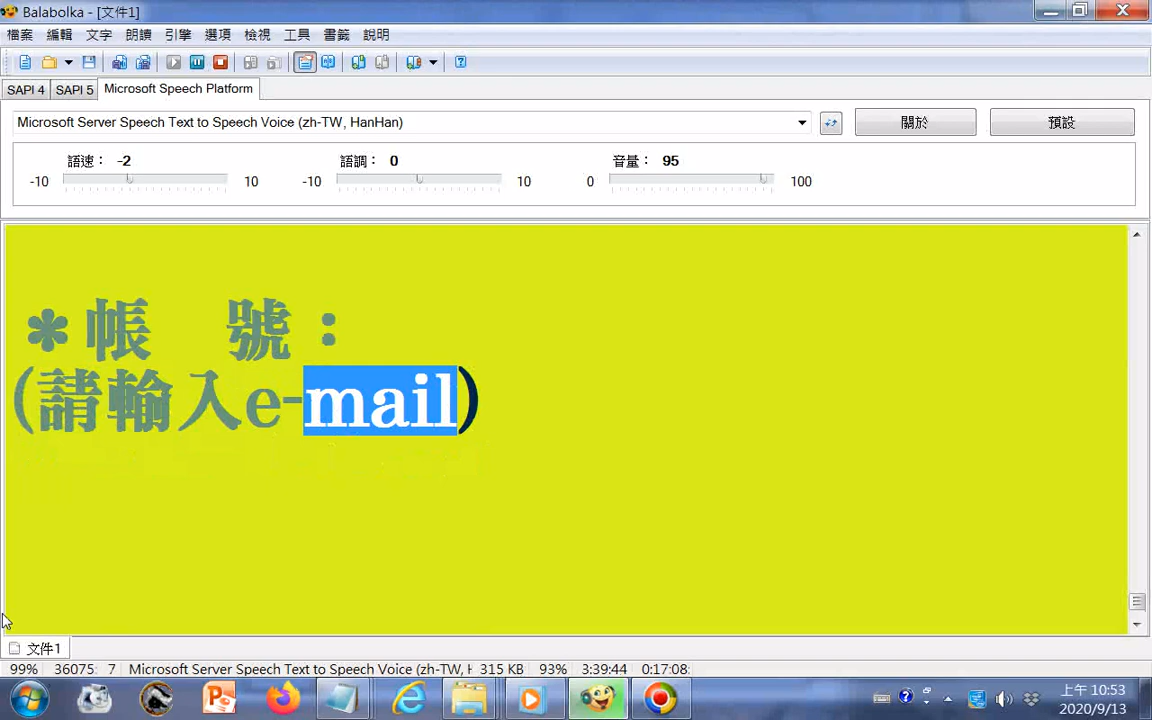 Balabolka - [文件1]
檔案 編輯 文字 朗讀 引擎 選項 檢視 工具 書籤 說明
SAPI 4 SAPI 5 Microsoft Speech Platform
Microsoft Server Speech Text to Speech Voice (zh-TW, HanHan) 關於 預設
語速： -2 語調： 0 音量： 95
-10 10 -10 10 0 100
＊帳　號：
(請輸入e-mail)
文件1
99% 36075: 7 Microsoft Server Speech Text to Speech Voice (zh-TW, H 315 KB 93% 3:39:44 0:17:08:
上午 10:53
2020/9/13